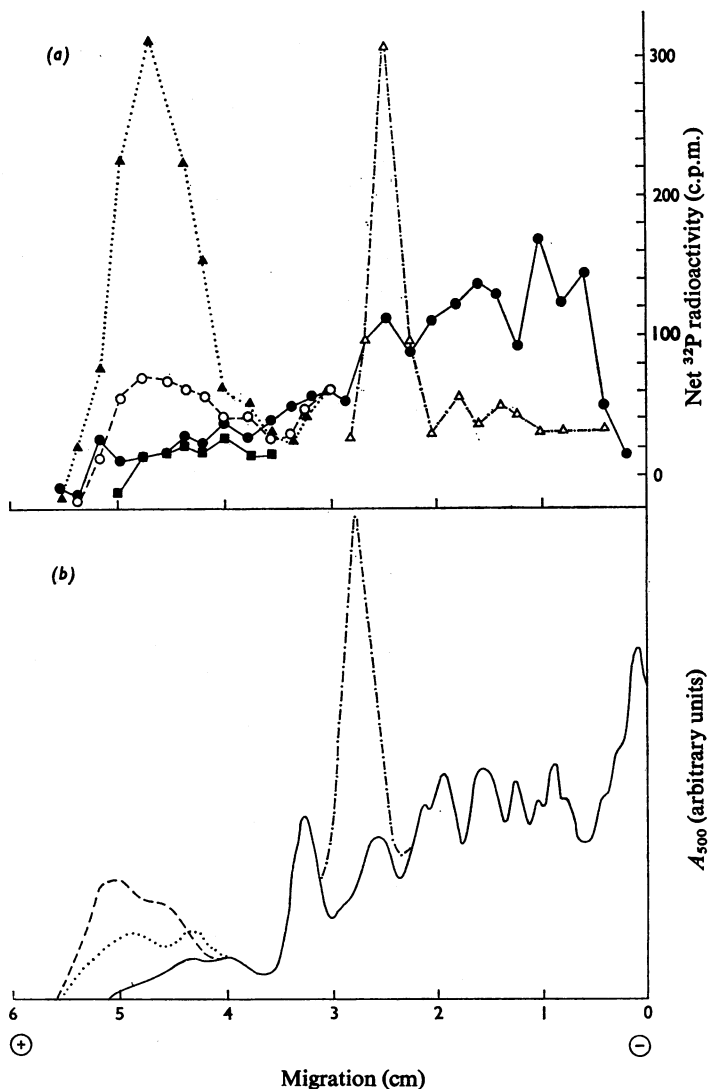 (a)
300
200
100
0
Net ³²P radioactivity (c.p.m.)
(b)
A₅₀₀ (arbitrary units)
6
5
4
3
2
1
0
+
−
Migration (cm)